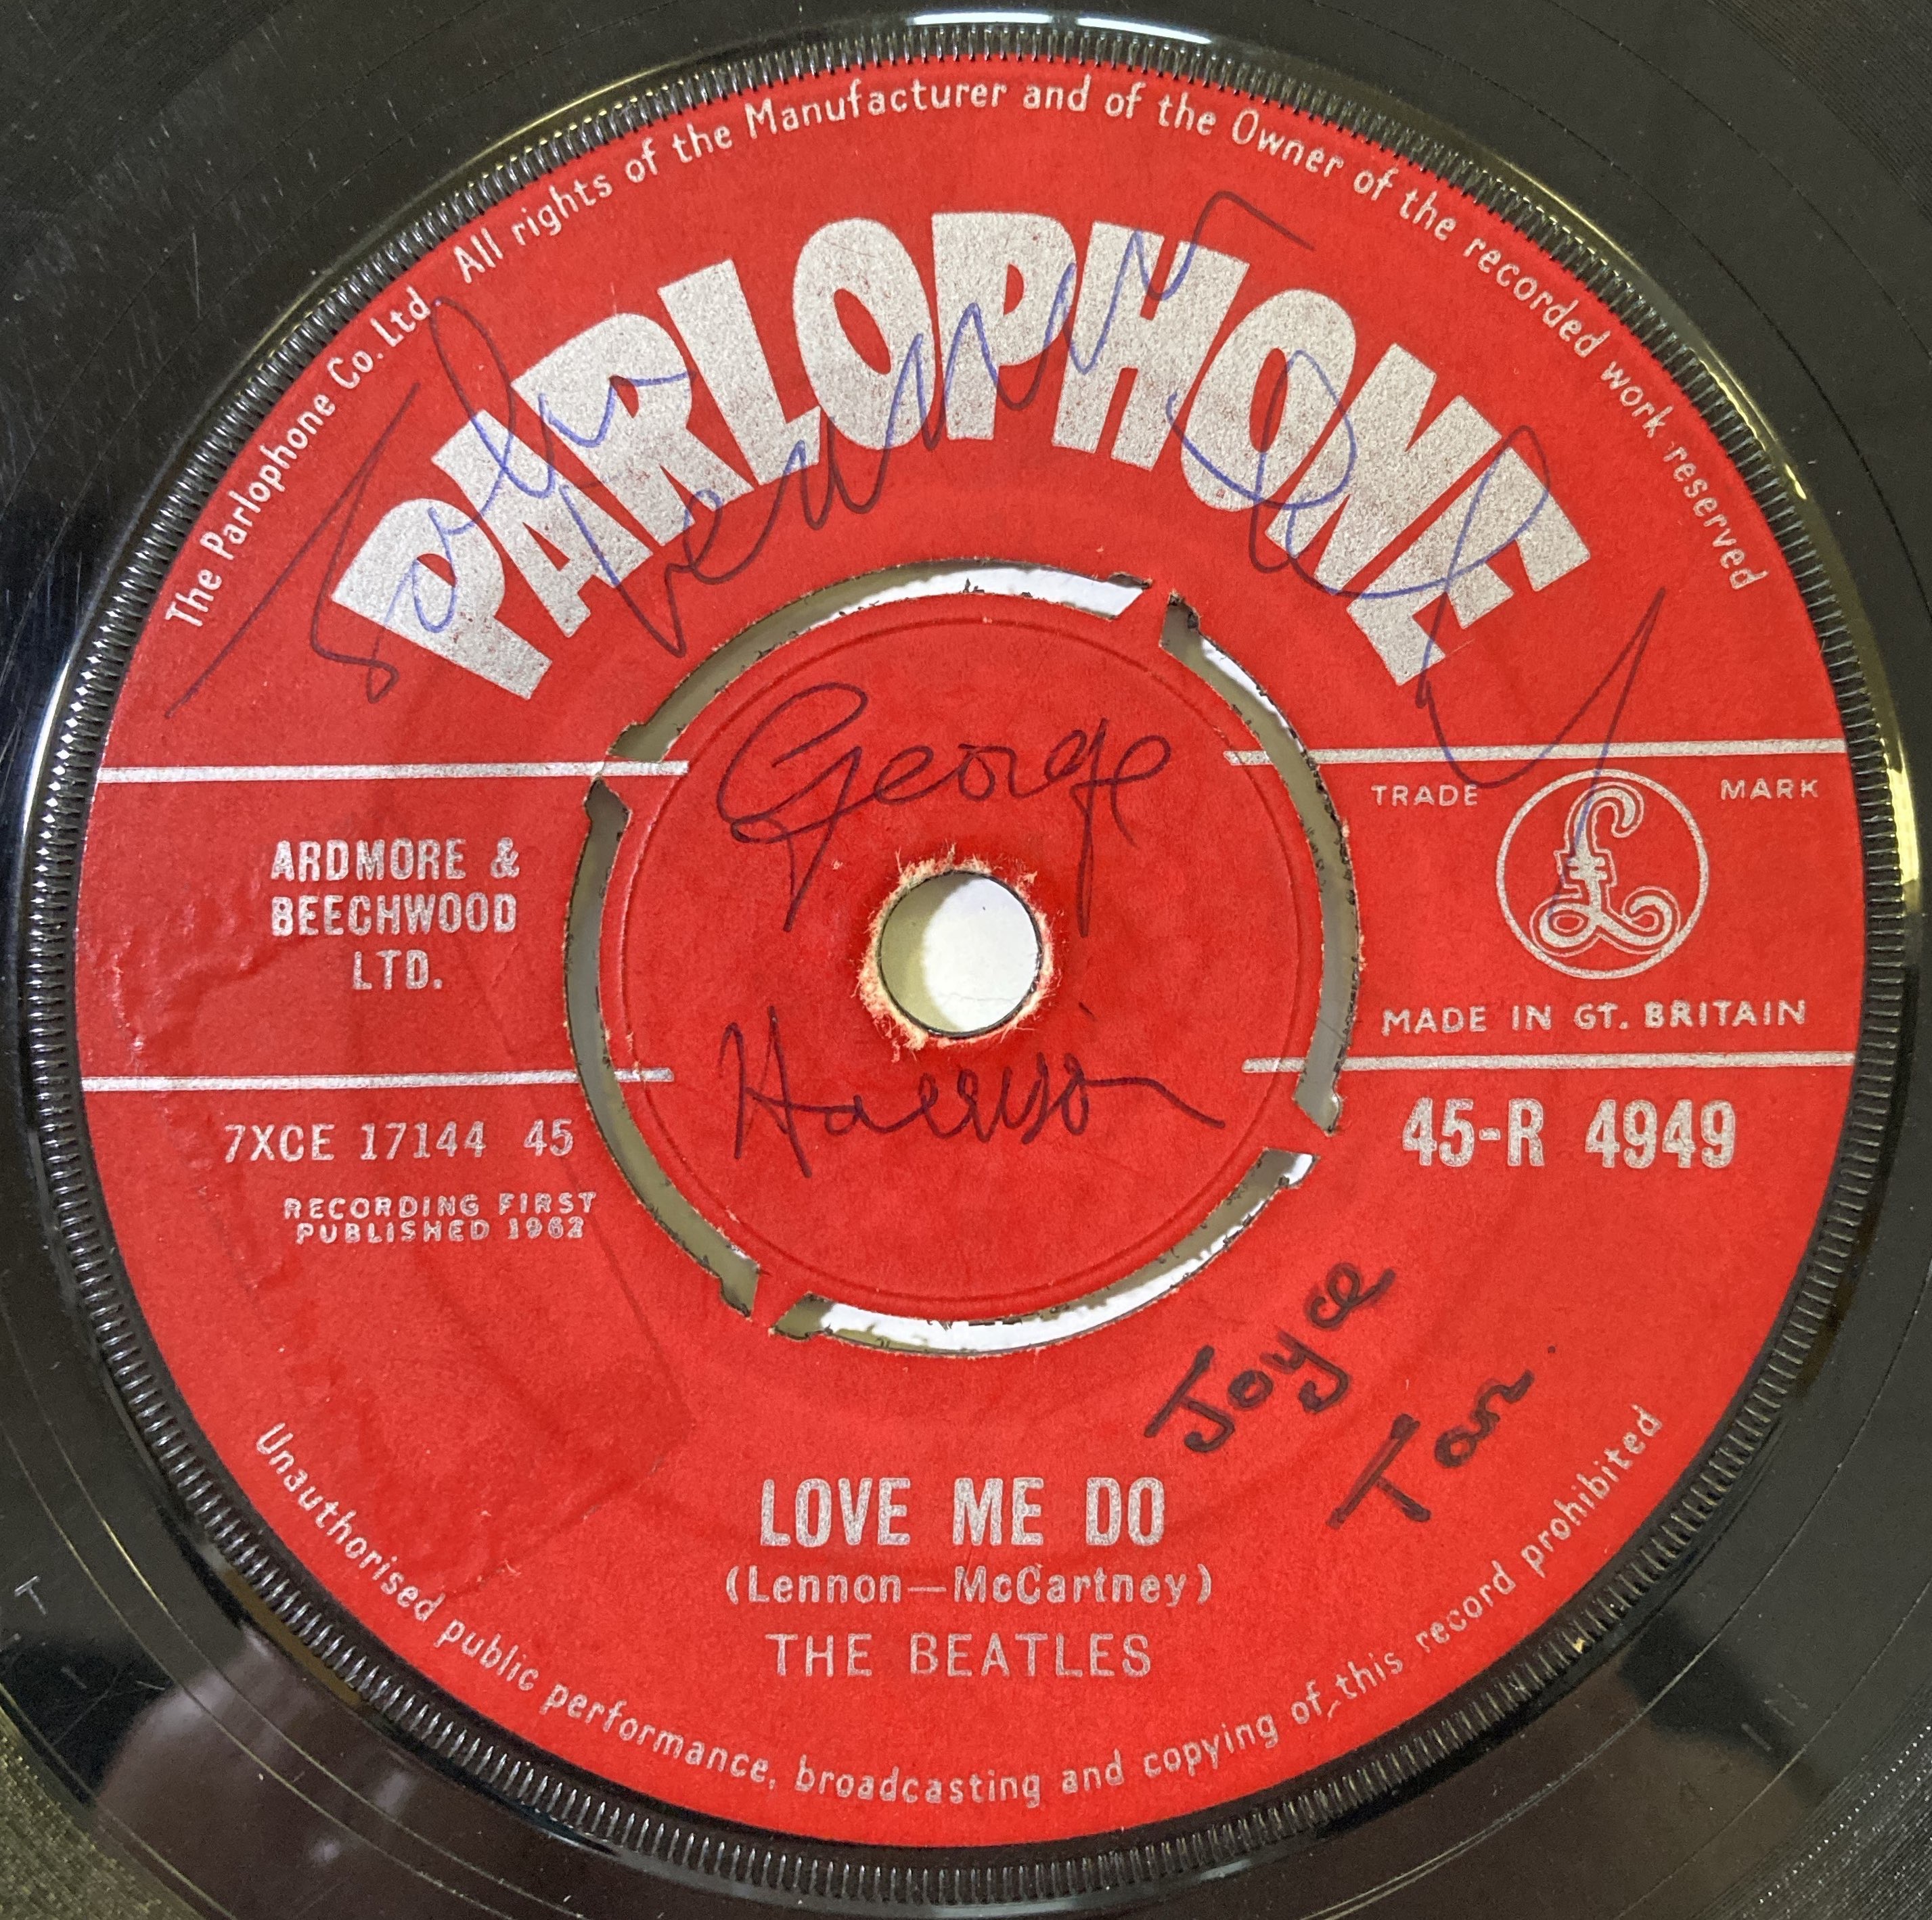 The Parlophone Co. Ltd. All rights of the Manufacturer and of the Owner of the recorded work reserved
PARLOPHONE
John Lennon
George
Harrison
ARDMORE &
BEECHWOOD
LTD.
TRADE MARK
£
MADE IN GT. BRITAIN
7XCE 17144 45
RECORDING FIRST
PUBLISHED 1962
45-R 4949
Joyce
Tan.
LOVE ME DO
(Lennon—McCartney)
THE BEATLES
Unauthorised public performance, broadcasting and copying of this record prohibited